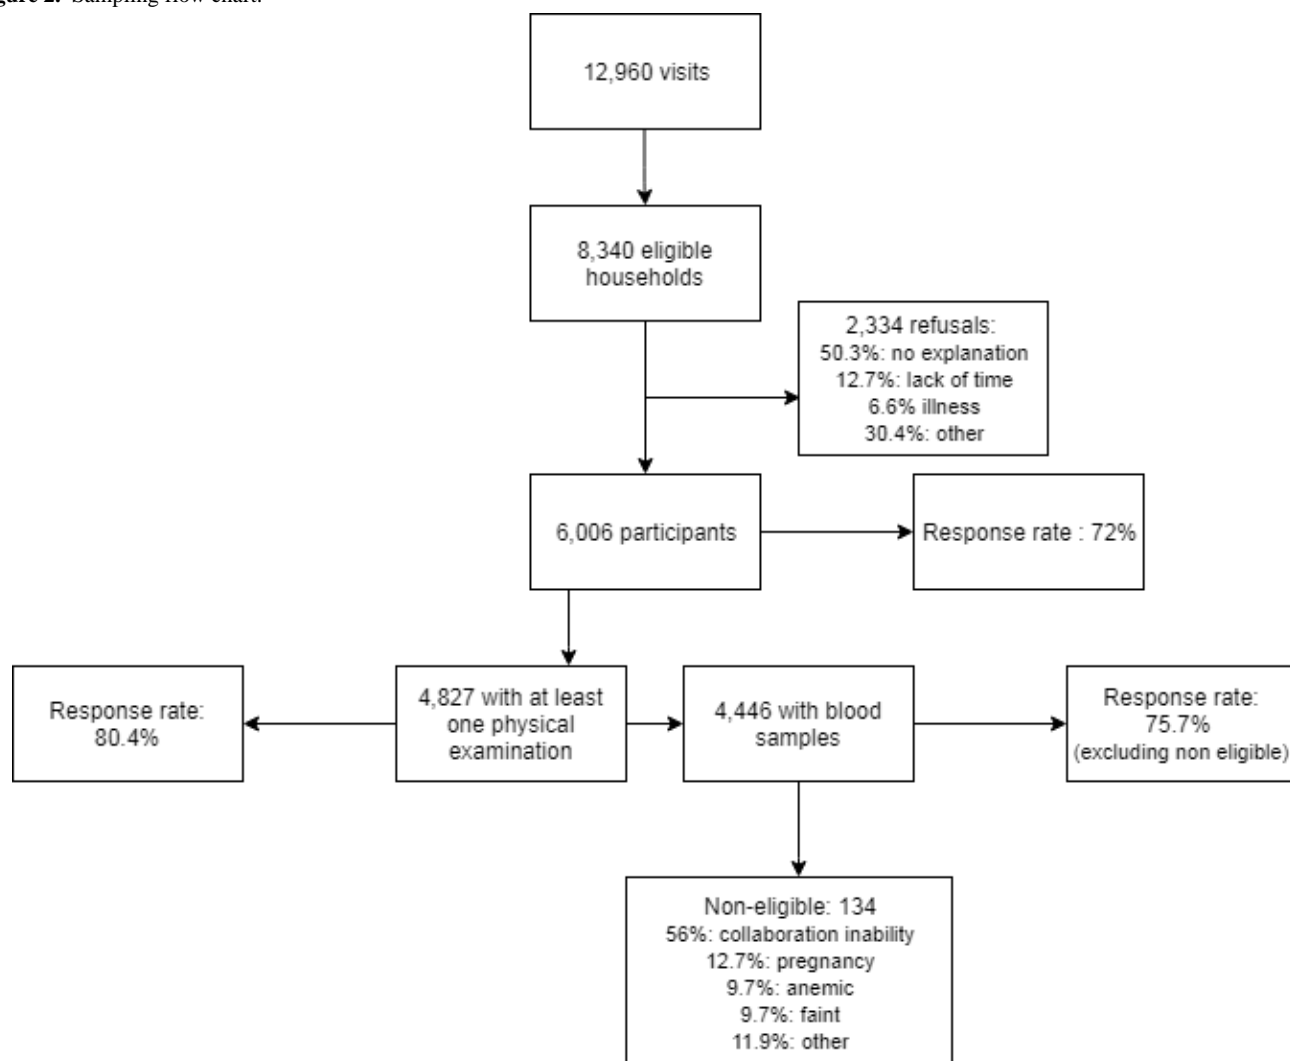 gure 2. Sampling flow chart.
12,960 visits
8,340 eligible
households
2,334 refusals:
50.3%: no explanation
12.7%: lack of time
6.6% illness
30.4%: other
6,006 participants
Response rate : 72%
Response rate:
80.4%
4,827 with at least
one physical
examination
4,446 with blood
samples
Response rate:
75.7%
(excluding non eligible)
Non-eligible: 134
56%: collaboration inability
12.7%: pregnancy
9.7%: anemic
9.7%: faint
11.9%: other